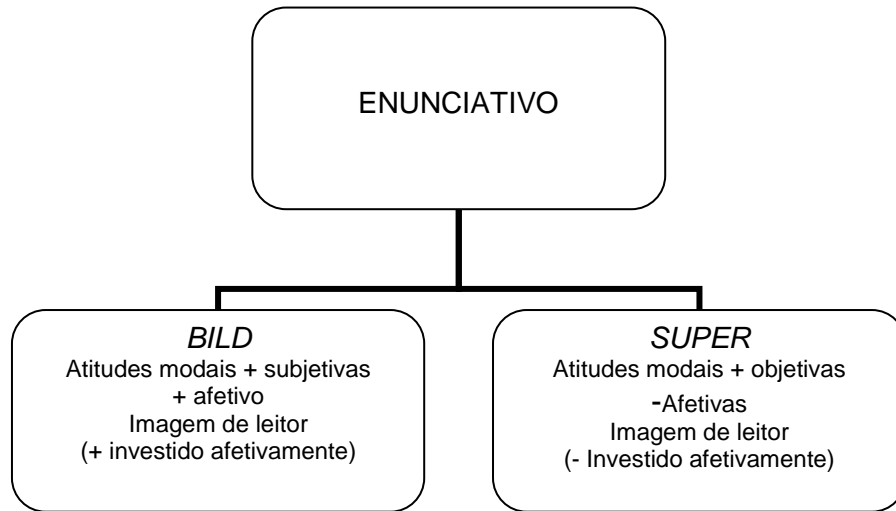 ENUNCIATIVO
BILD
Atitudes modais + subjetivas
+ afetivo
Imagem de leitor
(+ investido afetivamente)
SUPER
Atitudes modais + objetivas
-Afetivas
Imagem de leitor
(- Investido afetivamente)